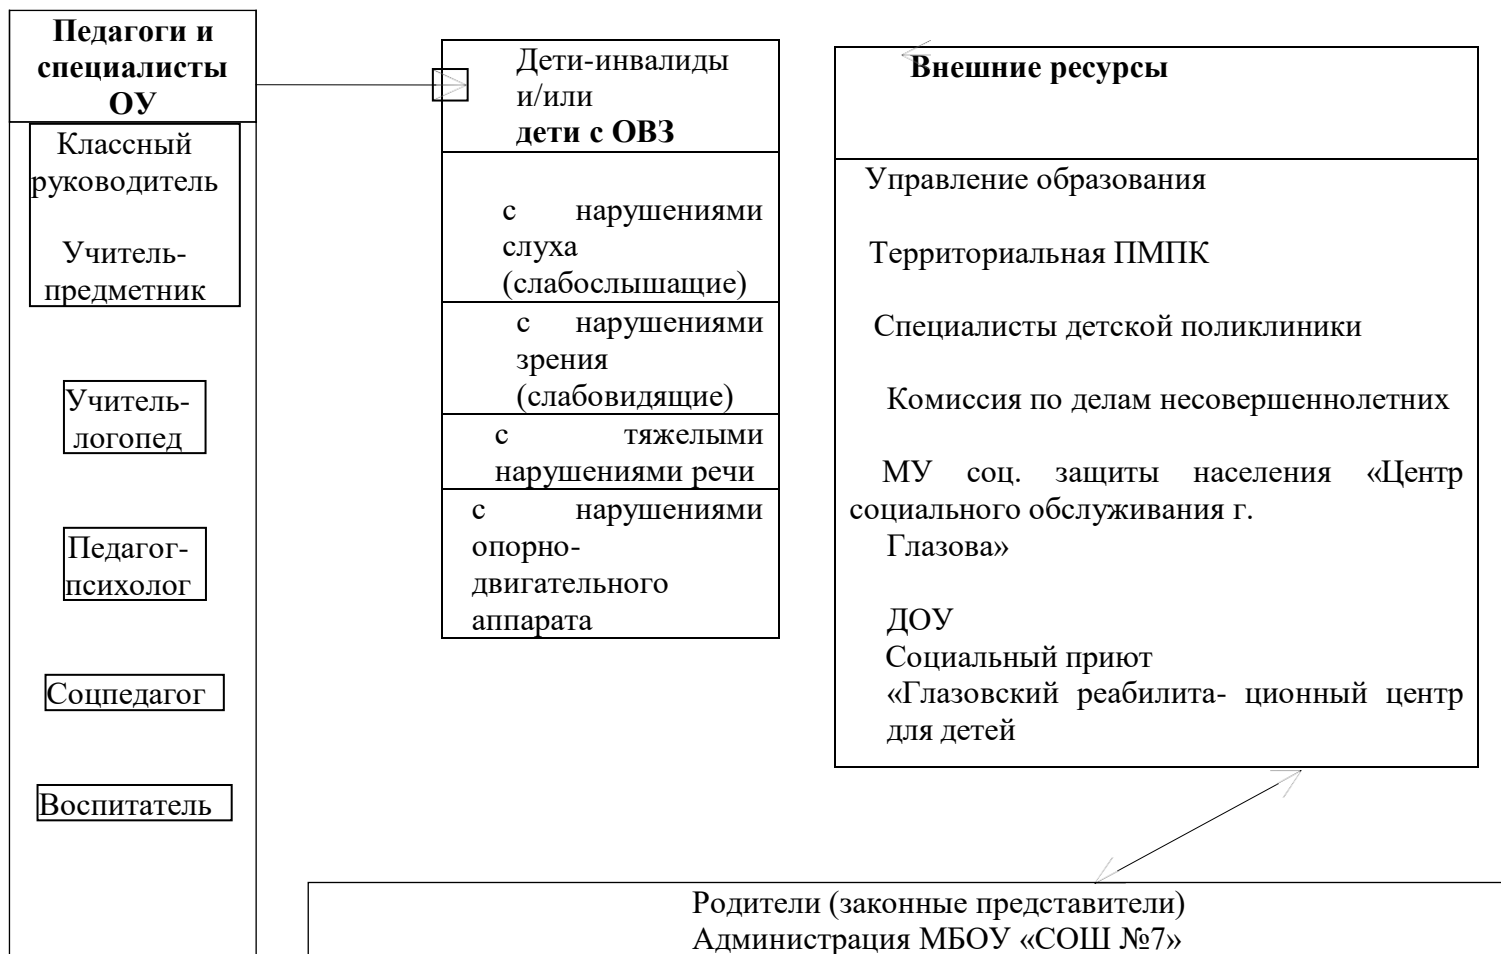 Педагоги и
специалисты
ОУ
Классный
руководитель
Учитель-
предметник
Учитель-
логопед
Педагог-
психолог
Соцпедагог
Воспитатель
Дети-инвалиды
и/или
дети с ОВЗ
с нарушениями
слуха
(слабослышащие)
с нарушениями
зрения
(слабовидящие)
с тяжелыми
нарушениями речи
с нарушениями
опорно-
двигательного
аппарата
Внешние ресурсы
Управление образования
Территориальная ПМПК
Специалисты детской поликлиники
Комиссия по делам несовершеннолетних
МУ соц. защиты населения «Центр
социального обслуживания г.
Глазова»
ДОУ
Социальный приют
«Глазовский реабилита- ционный центр
для детей
Родители (законные представители)
Администрация МБОУ «СОШ №7»